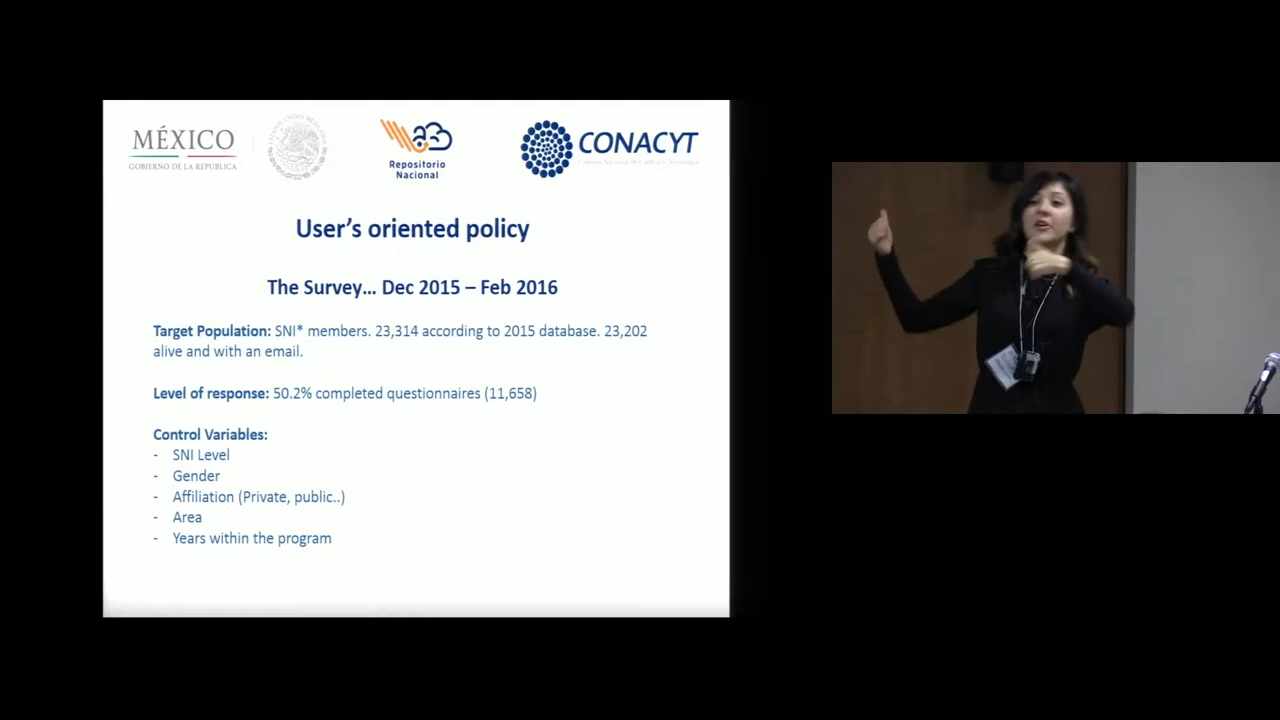 MÉXICO
GOBIERNO DE LA REPÚBLICA
Repositorio
Nacional
CONACYT
User's oriented policy
The Survey... Dec 2015 – Feb 2016
Target Population: SNI* members. 23,314 according to 2015 database. 23,202
alive and with an email.
Level of response: 50.2% completed questionnaires (11,658)
Control Variables:
- SNI Level
- Gender
- Affiliation (Private, public..)
- Area
- Years within the program